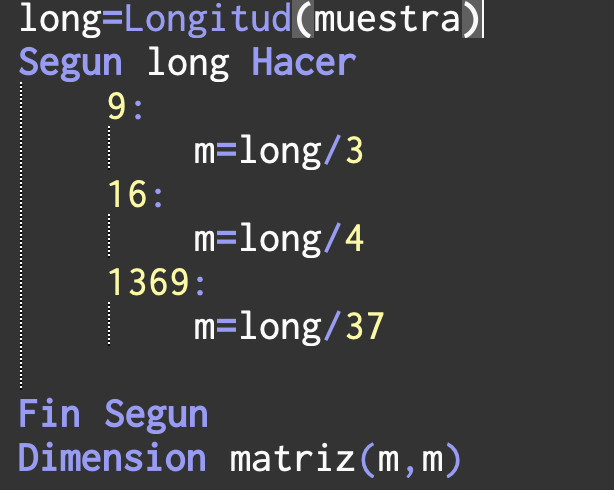 long=Longitud(muestra)
Segun long Hacer
9:
m=long/3
16:
m=long/4
1369:
m=long/37
Fin Segun
Dimension matriz(m,m)